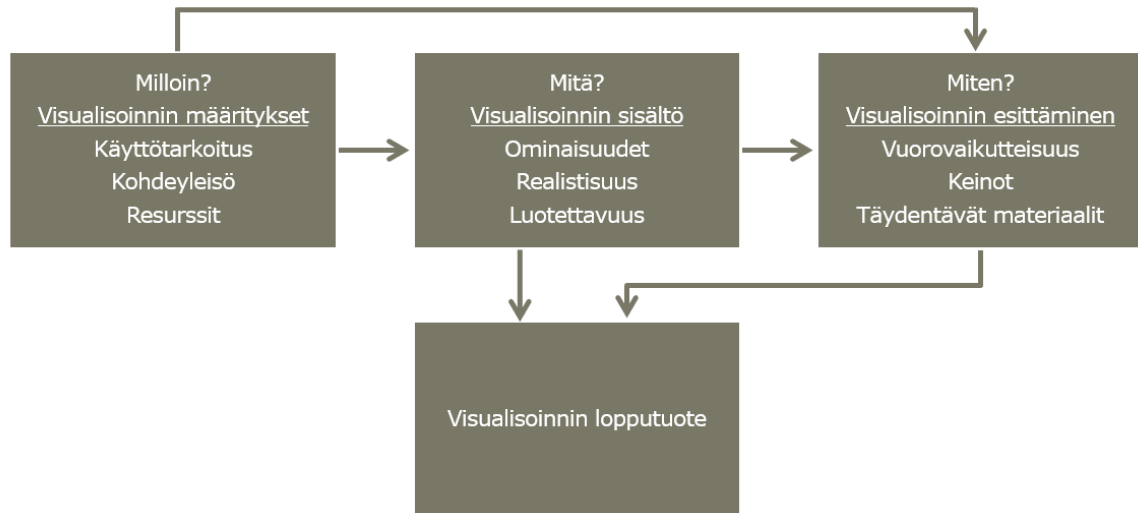 Milloin?
Visualisoinnin määritykset
Käyttötarkoitus
Kohdeyleisö
Resurssit
Mitä?
Visualisoinnin sisältö
Ominaisuudet
Realistisuus
Luotettavuus
Miten?
Visualisoinnin esittäminen
Vuorovaikutteisuus
Keinot
Täydentävät materiaalit
Visualisoinnin lopputuote